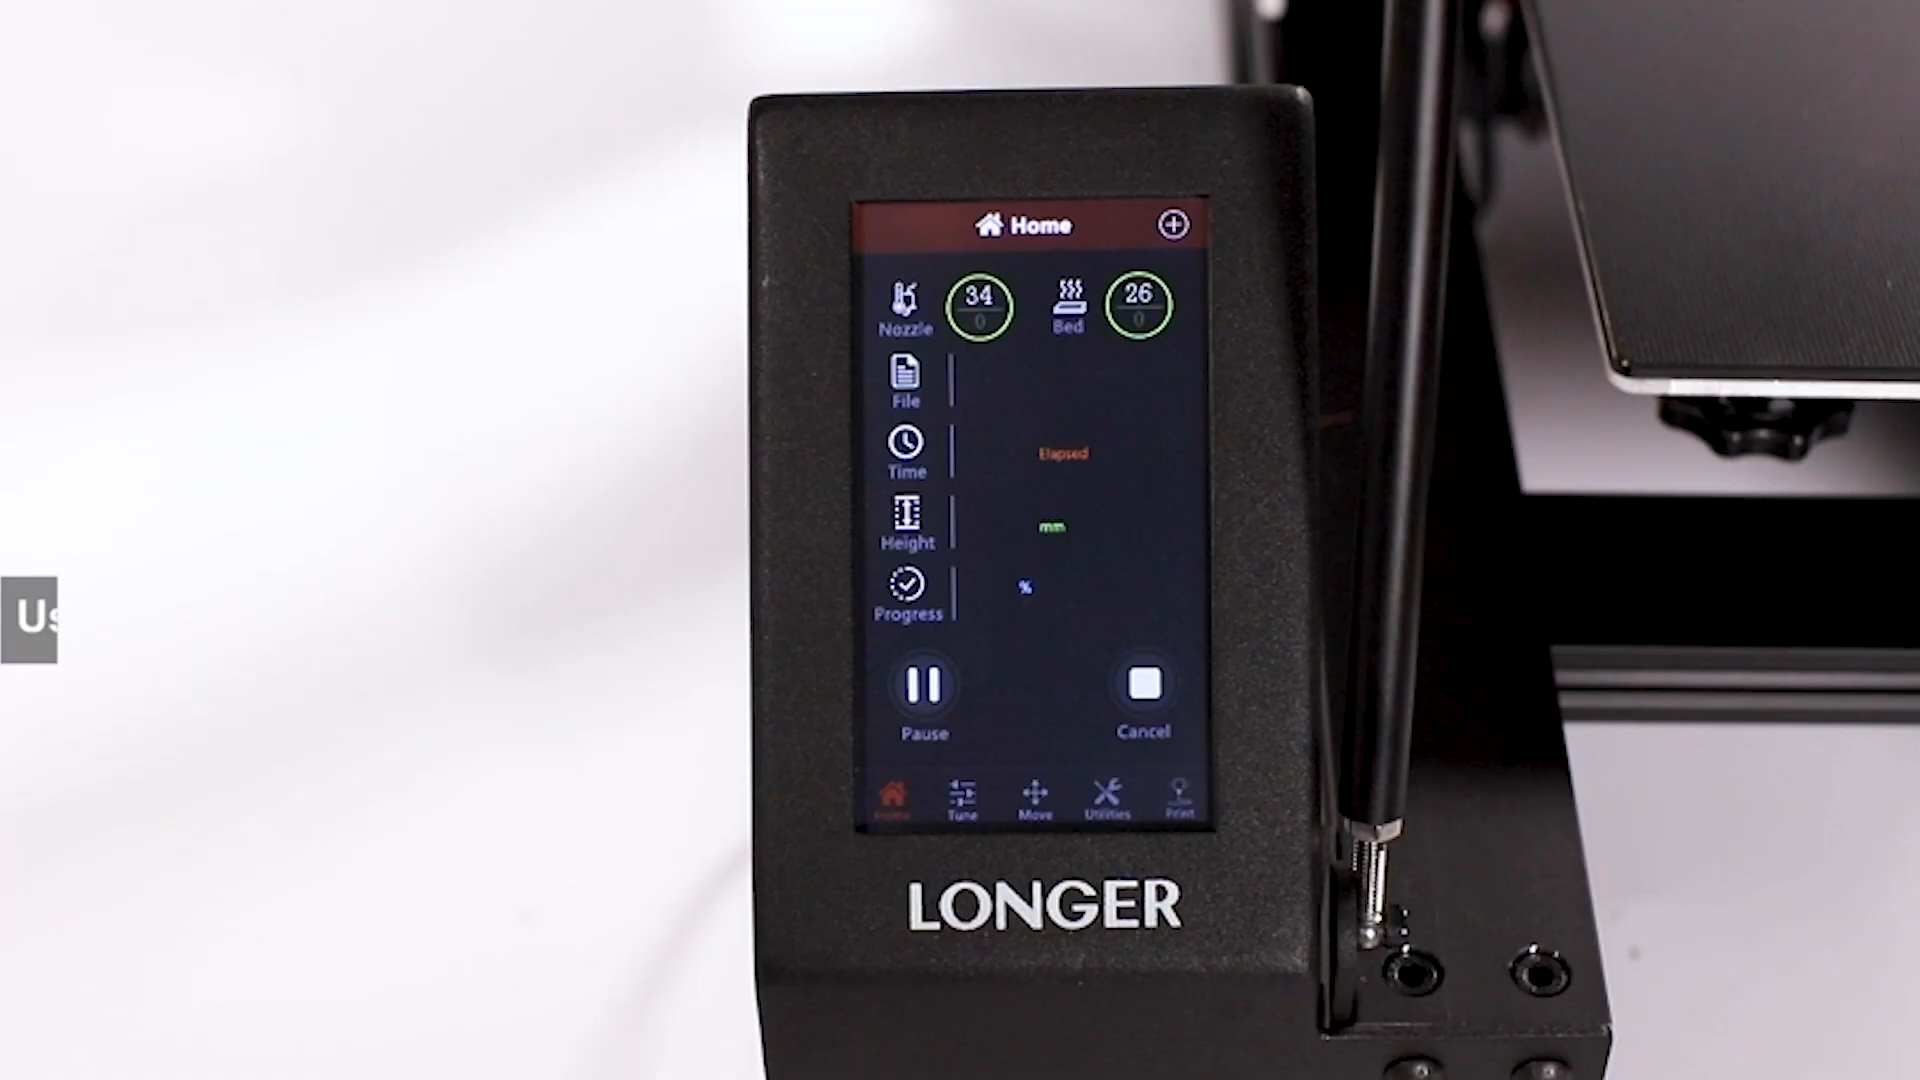 Home
34
0
Nozzle
26
0
Bed
File
Time
Elapsed
Height
mm
Progress
%
Pause
Cancel
Home
Tune
Move
Utilities
Print
LONGER
Us